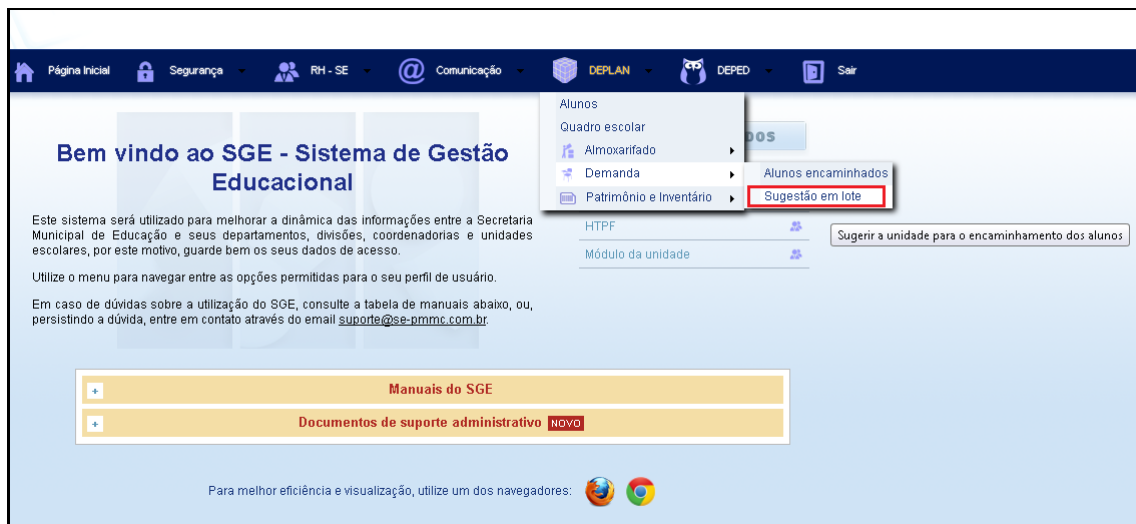 Página Inicial Segurança RH - SE Comunicação DEPLAN DEPED Sair
Alunos
Quadro escolar
Almoxarifado
Demanda
Patrimônio e Inventário
Alunos encaminhados
Sugestão em lote
Sugerir a unidade para o encaminhamento dos alunos
Bem vindo ao SGE - Sistema de Gestão
Educacional
Este sistema será utilizado para melhorar a dinâmica das informações entre a Secretaria
Municipal de Educação e seus departamentos, divisões, coordenadorias e unidades
escolares, por este motivo, guarde bem os seus dados de acesso.
Utilize o menu para navegar entre as opções permitidas para o seu perfil de usuário.
Em caso de dúvidas sobre a utilização do SGE, consulte a tabela de manuais abaixo, ou,
persistindo a dúvida, entre em contato através do email suporte@se-pmmc.com.br.
HTPF
Módulo da unidade
Manuais do SGE
Documentos de suporte administrativo NOVO
Para melhor eficiência e visualização, utilize um dos navegadores: